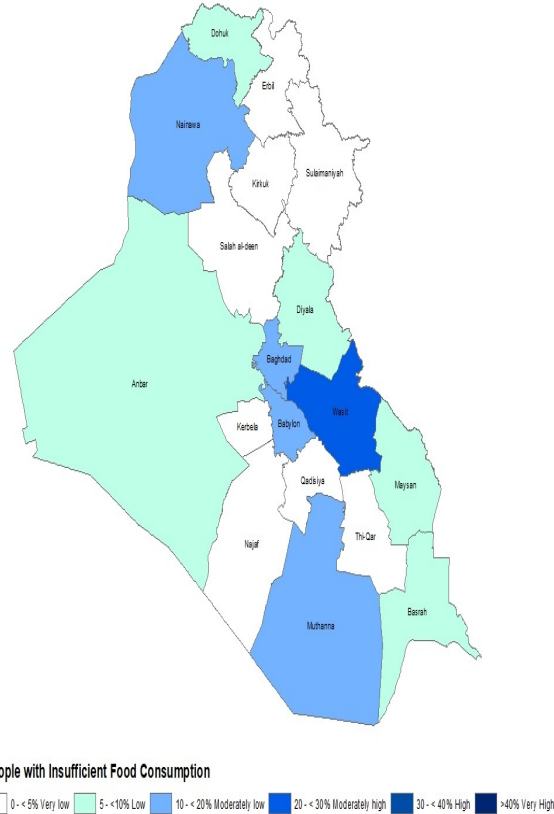 Dohuk
Erbil
Nainawa
Sulaimaniyah
Kirkuk
Salah al-deen
Diyala
Baghdad
Anbar
Wasit
Kerbela
Babylon
Qadisiya
Maysan
Thi-Qar
Najaf
Basrah
Muthanna
ople with Insufficient Food Consumption
0 - < 5% Very low 5 - <10% Low 10 - < 20% Moderately low 20 - < 30% Moderately high 30 - < 40% High >40% Very High